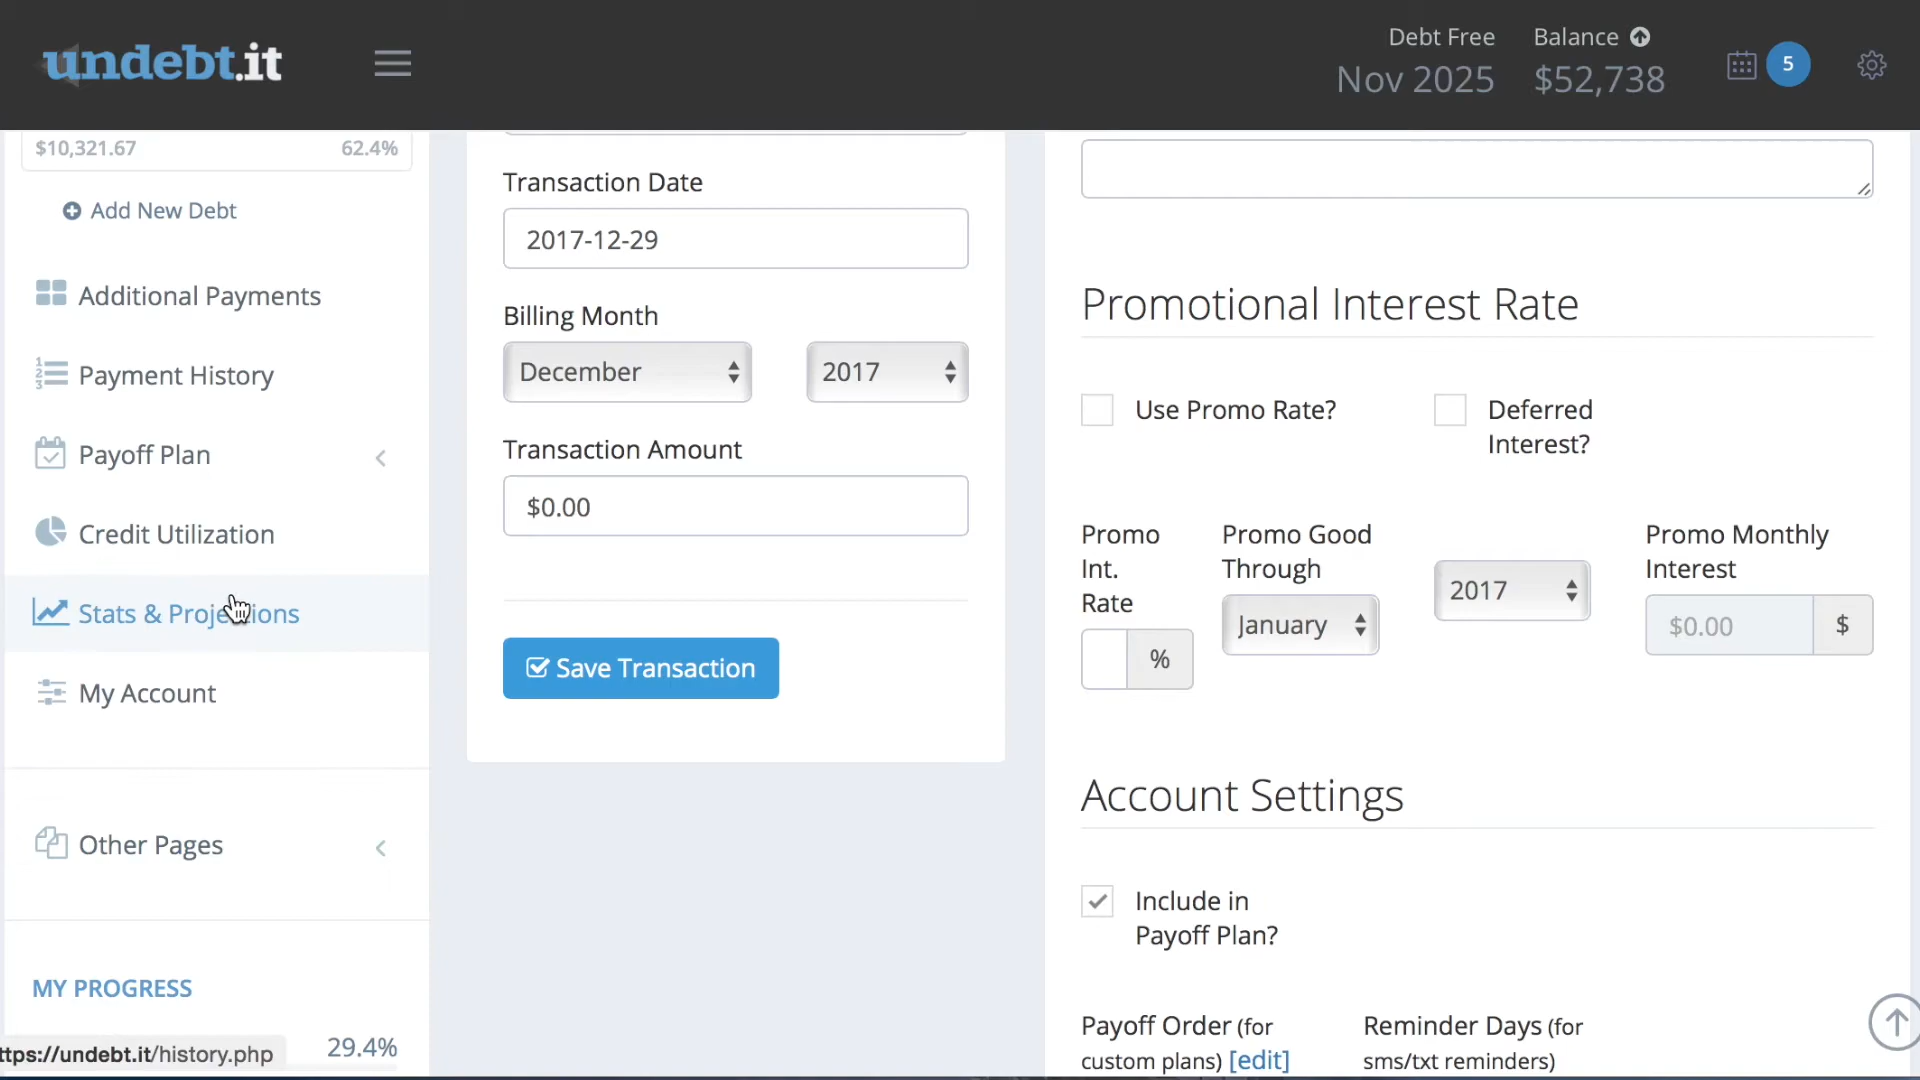 undebt.it
Debt Free
Nov 2025
Balance
$52,738
5
$10,321.67 62.4%
Add New Debt
Additional Payments
Payment History
Payoff Plan
Credit Utilization
Stats & Projections
My Account
Other Pages
MY PROGRESS
29.4%
ttps://undebt.it/history.php
Transaction Date
2017-12-29
Billing Month
December 2017
Transaction Amount
$0.00
Save Transaction
Promotional Interest Rate
Use Promo Rate?
Deferred
Interest?
Promo
Int.
Rate
%
Promo Good
Through
January
2017
Promo Monthly
Interest
$0.00 $
Account Settings
Include in
Payoff Plan?
Payoff Order (for
custom plans) [edit]
Reminder Days (for
sms/txt reminders)